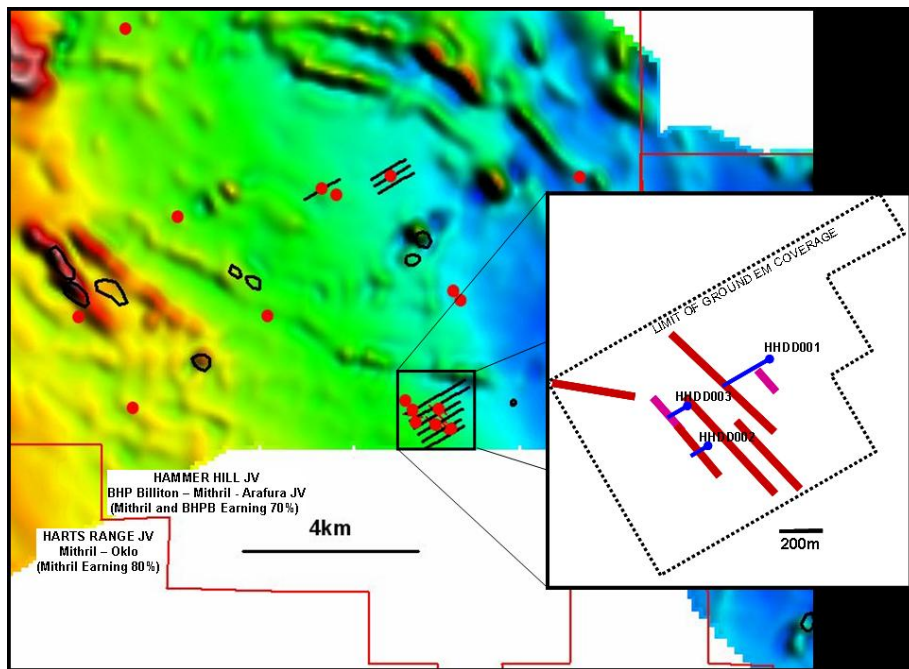 LIMIT OF GROUND EM COVERAGE
HHDD001
HHDD003
HHDD002
200m
HAMMER HILL JV
BHP Billiton – Mithril - Arafura JV
(Mithril and BHPB Earning 70%)
4km
HARTS RANGE JV
Mithril – Oklo
(Mithril Earning 80%)